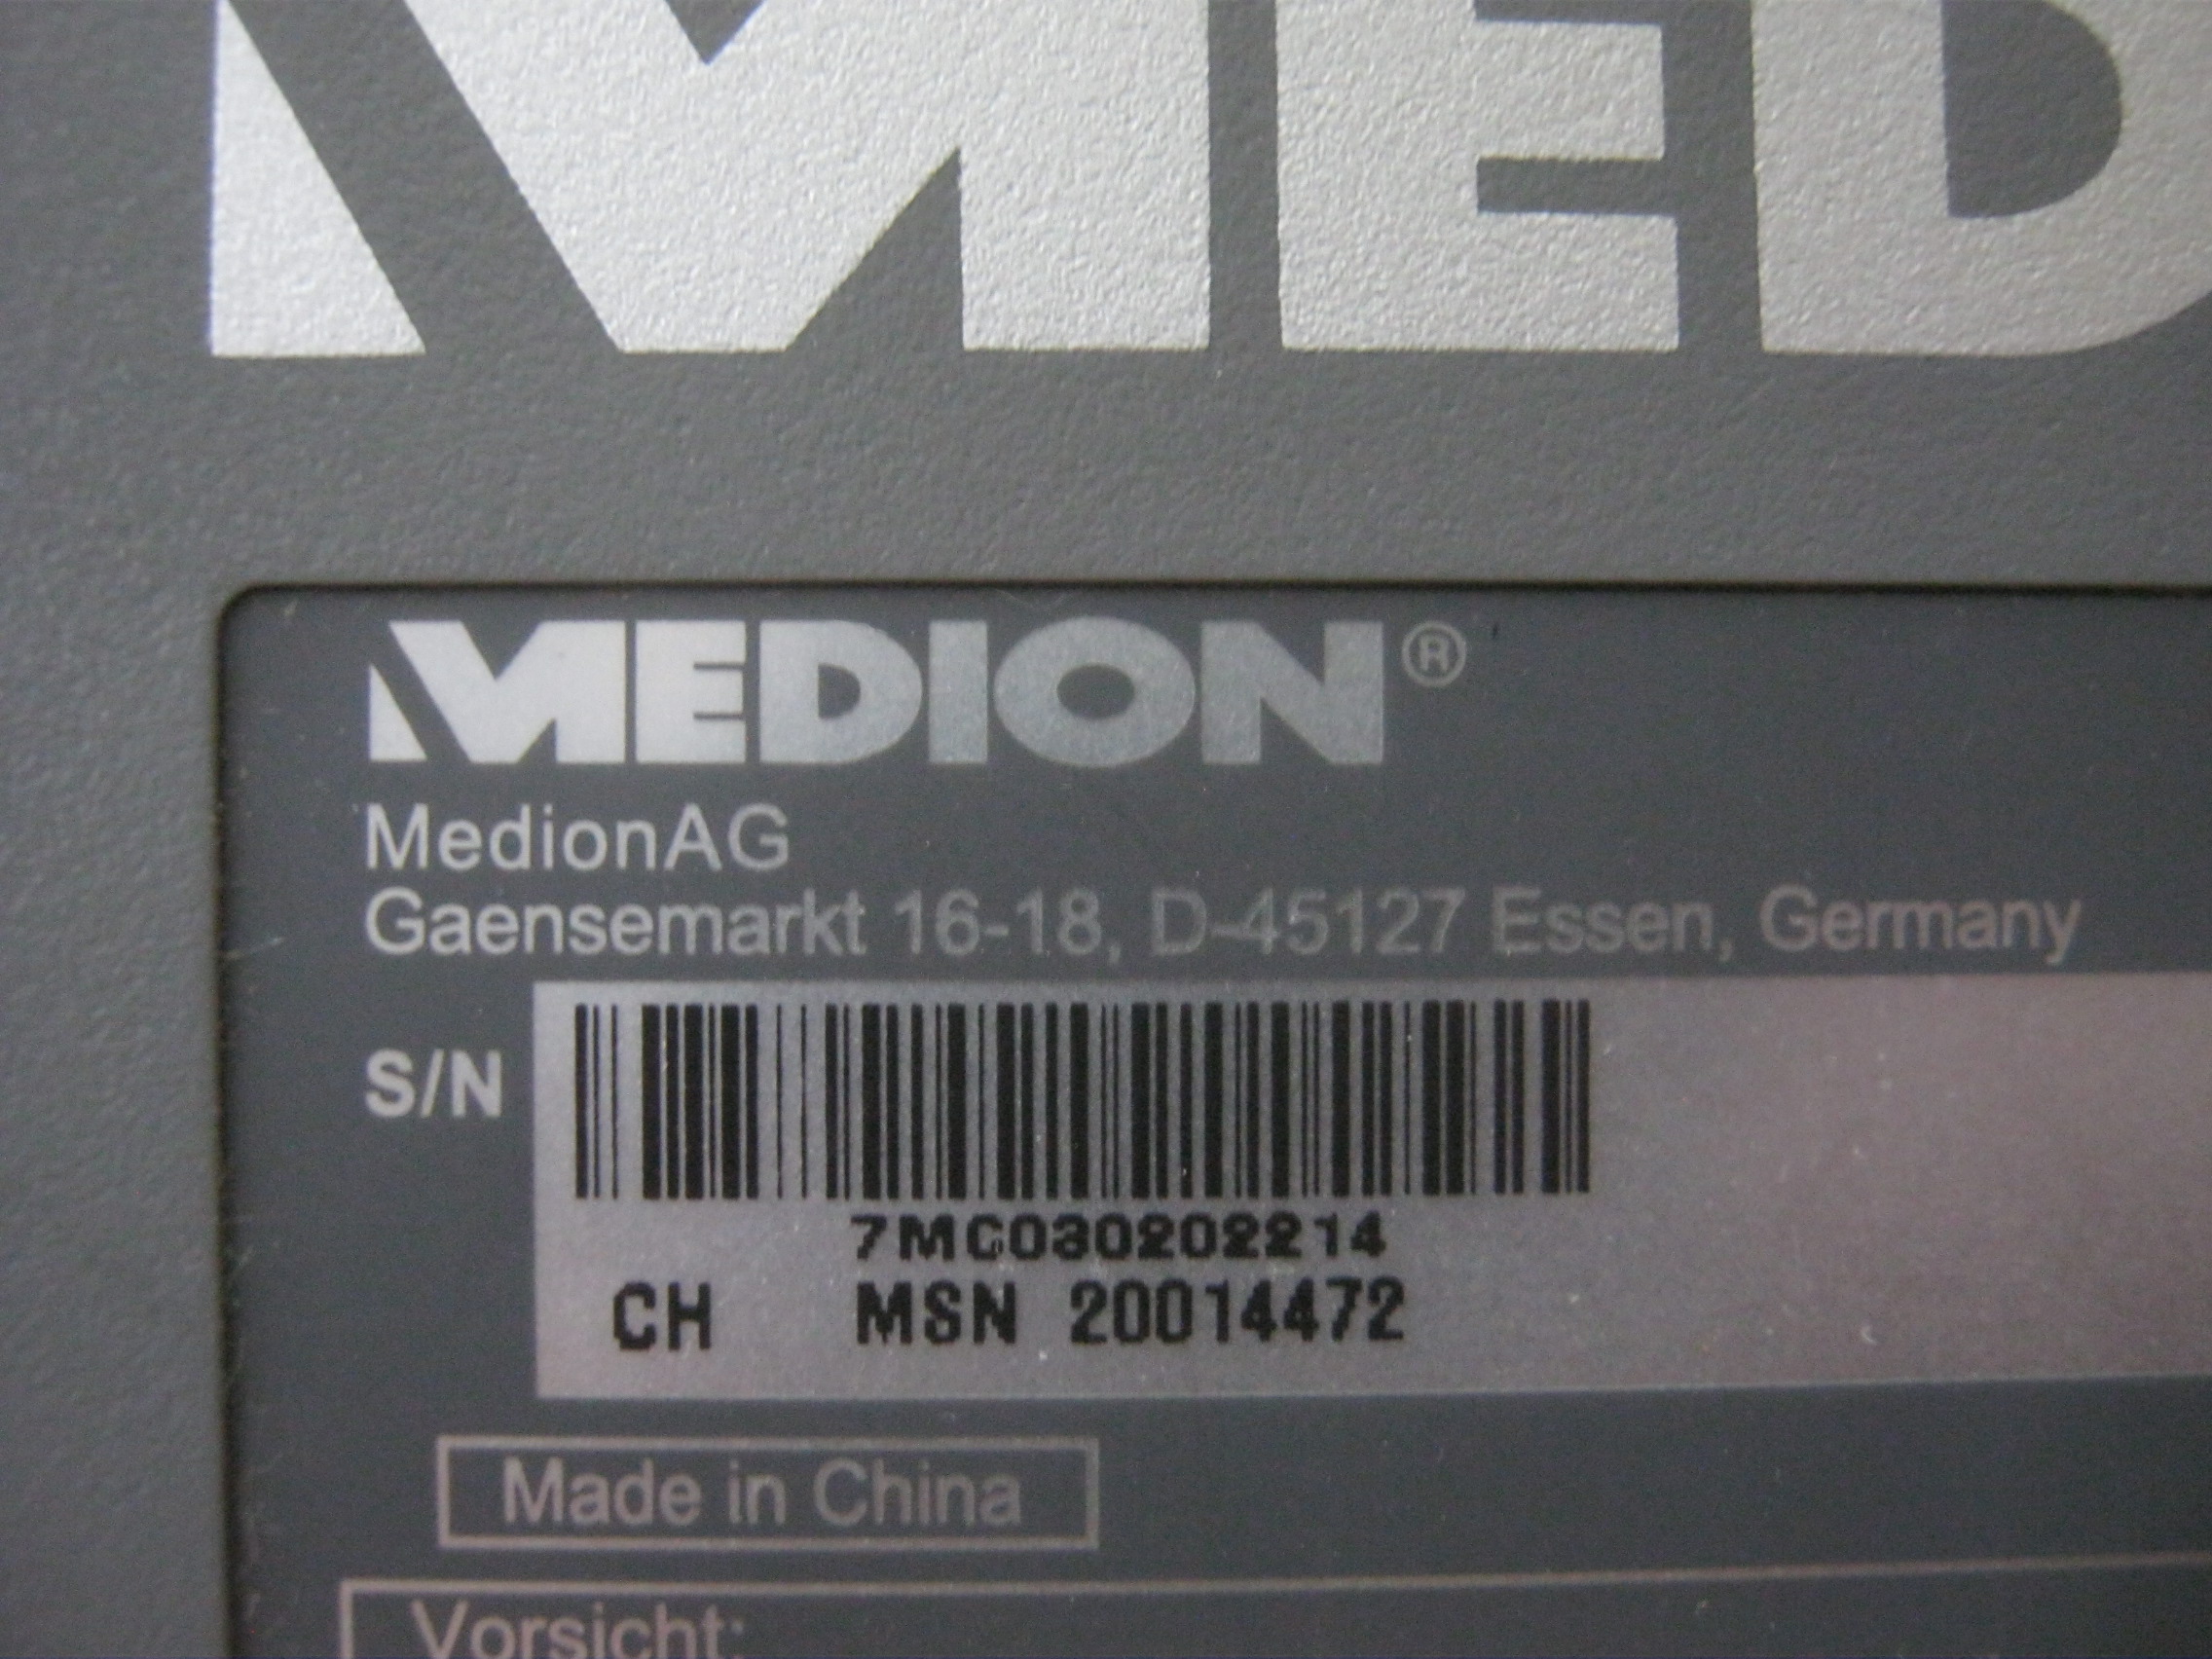 MED
MEDION®
MedionAG
Gaensemarkt 16-18, D-45127 Essen, Germany
S/N
7MC030202214
CH MSN 20014472
Made in China
Vorsicht: